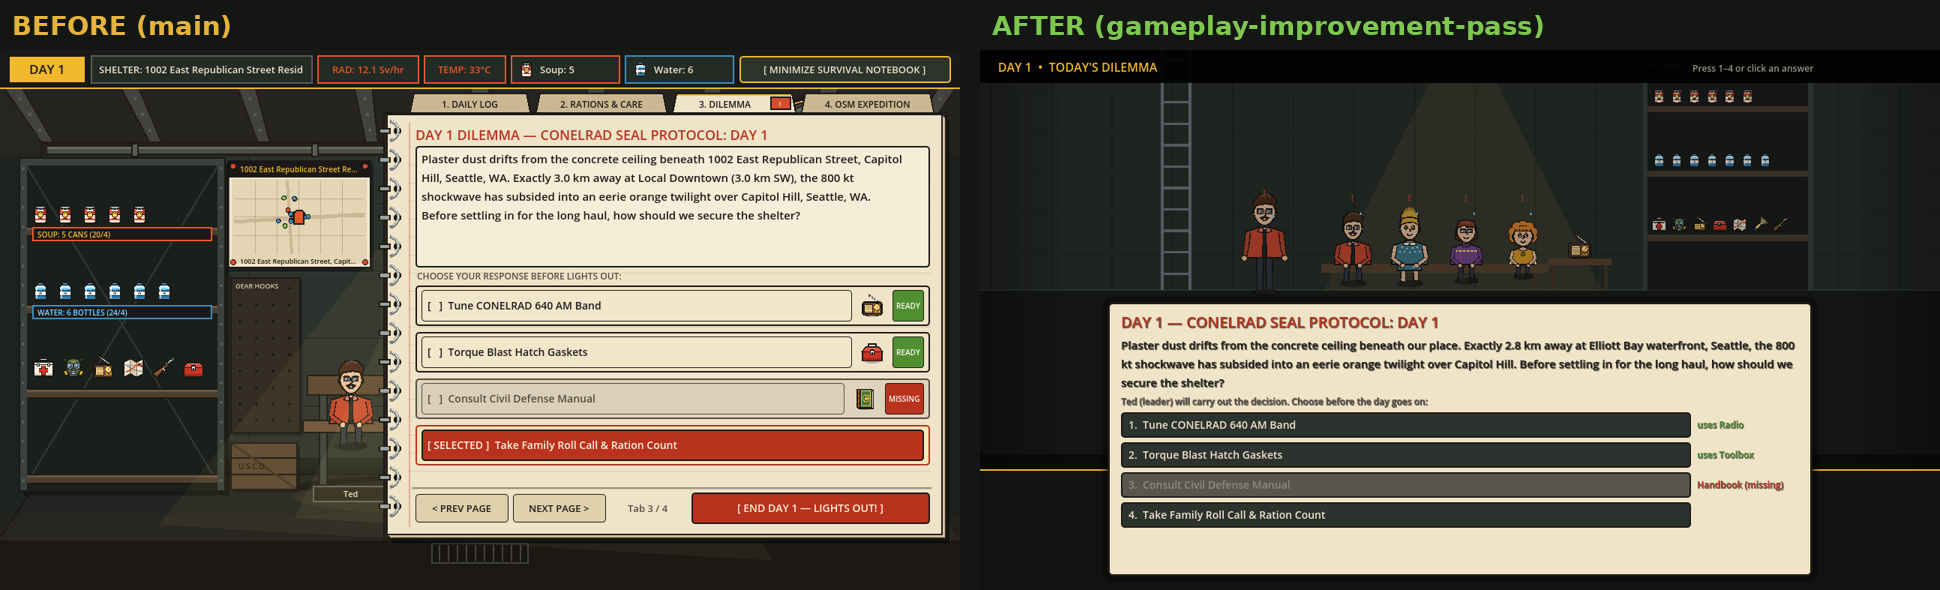 BEFORE (main)
DAY 1
SHELTER: 1002 East Republican Street Resid
RAD: 12.1 Sv/hr
TEMP: 33°C
Soup: 5
Water: 6
[ MINIMIZE SURVIVAL NOTEBOOK ]
1. DAILY LOG
2. RATIONS & CARE
3. DILEMMA
!
4. OSM EXPEDITION
1002 East Republican Street Re...
1002 East Republican Street, Capit...
SOUP: 5 CANS (20/4)
WATER: 6 BOTTLES (24/4)
GEAR HOOKS
U.S.C.D.
Ted
DAY 1 DILEMMA — CONELRAD SEAL PROTOCOL: DAY 1
Plaster dust drifts from the concrete ceiling beneath 1002 East Republican Street, Capitol
Hill, Seattle, WA. Exactly 3.0 km away at Local Downtown (3.0 km SW), the 800 kt
shockwave has subsided into an eerie orange twilight over Capitol Hill, Seattle, WA.
Before settling in for the long haul, how should we secure the shelter?
CHOOSE YOUR RESPONSE BEFORE LIGHTS OUT:
[ ] Tune CONELRAD 640 AM Band
READY
[ ] Torque Blast Hatch Gaskets
READY
[ ] Consult Civil Defense Manual
MISSING
[ SELECTED ] Take Family Roll Call & Ration Count
< PREV PAGE
NEXT PAGE >
Tab 3 / 4
[ END DAY 1 — LIGHTS OUT! ]
AFTER (gameplay-improvement-pass)
DAY 1 • TODAY'S DILEMMA
Press 1–4 or click an answer
DAY 1 — CONELRAD SEAL PROTOCOL: DAY 1
Plaster dust drifts from the concrete ceiling beneath our place. Exactly 2.8 km away at Elliott Bay waterfront, Seattle, the 800
kt shockwave has subsided into an eerie orange twilight over Capitol Hill. Before settling in for the long haul, how should we
secure the shelter?
Ted (leader) will carry out the decision. Choose before the day goes on:
1. Tune CONELRAD 640 AM Band
uses Radio
2. Torque Blast Hatch Gaskets
uses Toolbox
3. Consult Civil Defense Manual
Handbook (missing)
4. Take Family Roll Call & Ration Count